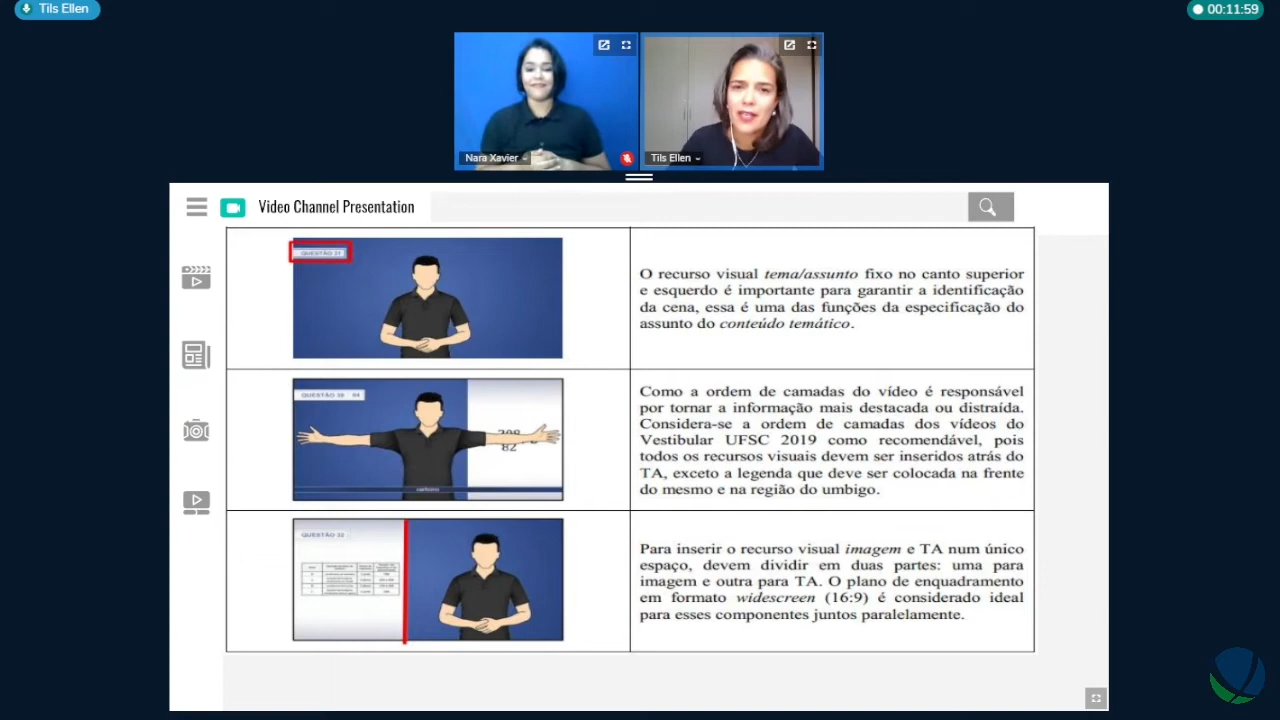 Tils Ellen
00:11:59
Nara Xavier
Tils Ellen
Video Channel Presentation
QUESTÃO 31
O recurso visual tema/assunto fixo no canto superior
e esquerdo é importante para garantir a identificação
da cena, essa é uma das funções da especificação do
assunto do conteúdo temático.
QUESTÃO 39 64
82
Como a ordem de camadas do vídeo é responsável
por tornar a informação mais destacada ou distraída.
Considera-se a ordem de camadas dos vídeos do
Vestibular UFSC 2019 como recomendável, pois
todos os recursos visuais devem ser inseridos atrás do
TA, exceto a legenda que deve ser colocada na frente
do mesmo e na região do umbigo.
QUESTÃO 32
Para inserir o recurso visual imagem e TA num único
espaço, devem dividir em duas partes: uma para
imagem e outra para TA. O plano de enquadramento
em formato widescreen (16:9) é considerado ideal
para esses componentes juntos paralelamente.